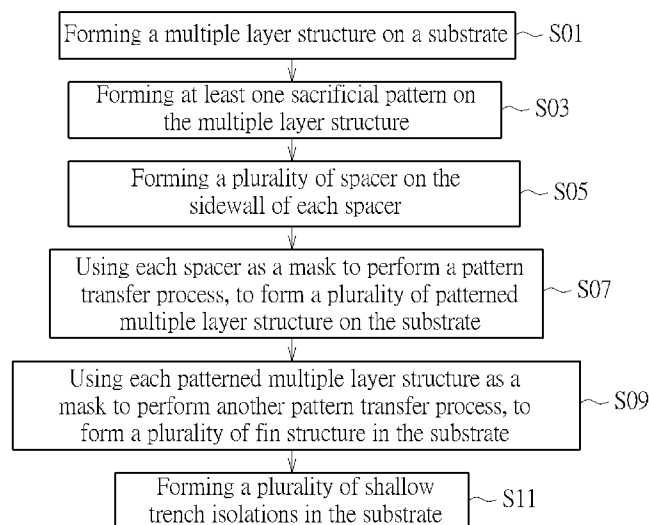 Forming a multiple layer structure on a substrate
S01
Forming at least one sacrificial pattern on
the multiple layer structure
S03
Forming a plurality of spacer on the
sidewall of each spacer
S05
Using each spacer as a mask to perform a pattern
transfer process, to form a plurality of patterned
multiple layer structure on the substrate
S07
Using each patterned multiple layer structure as a
mask to perform another pattern transfer process, to
form a plurality of fin structure in the substrate
S09
Forming a plurality of shallow
trench isolations in the substrate
S11